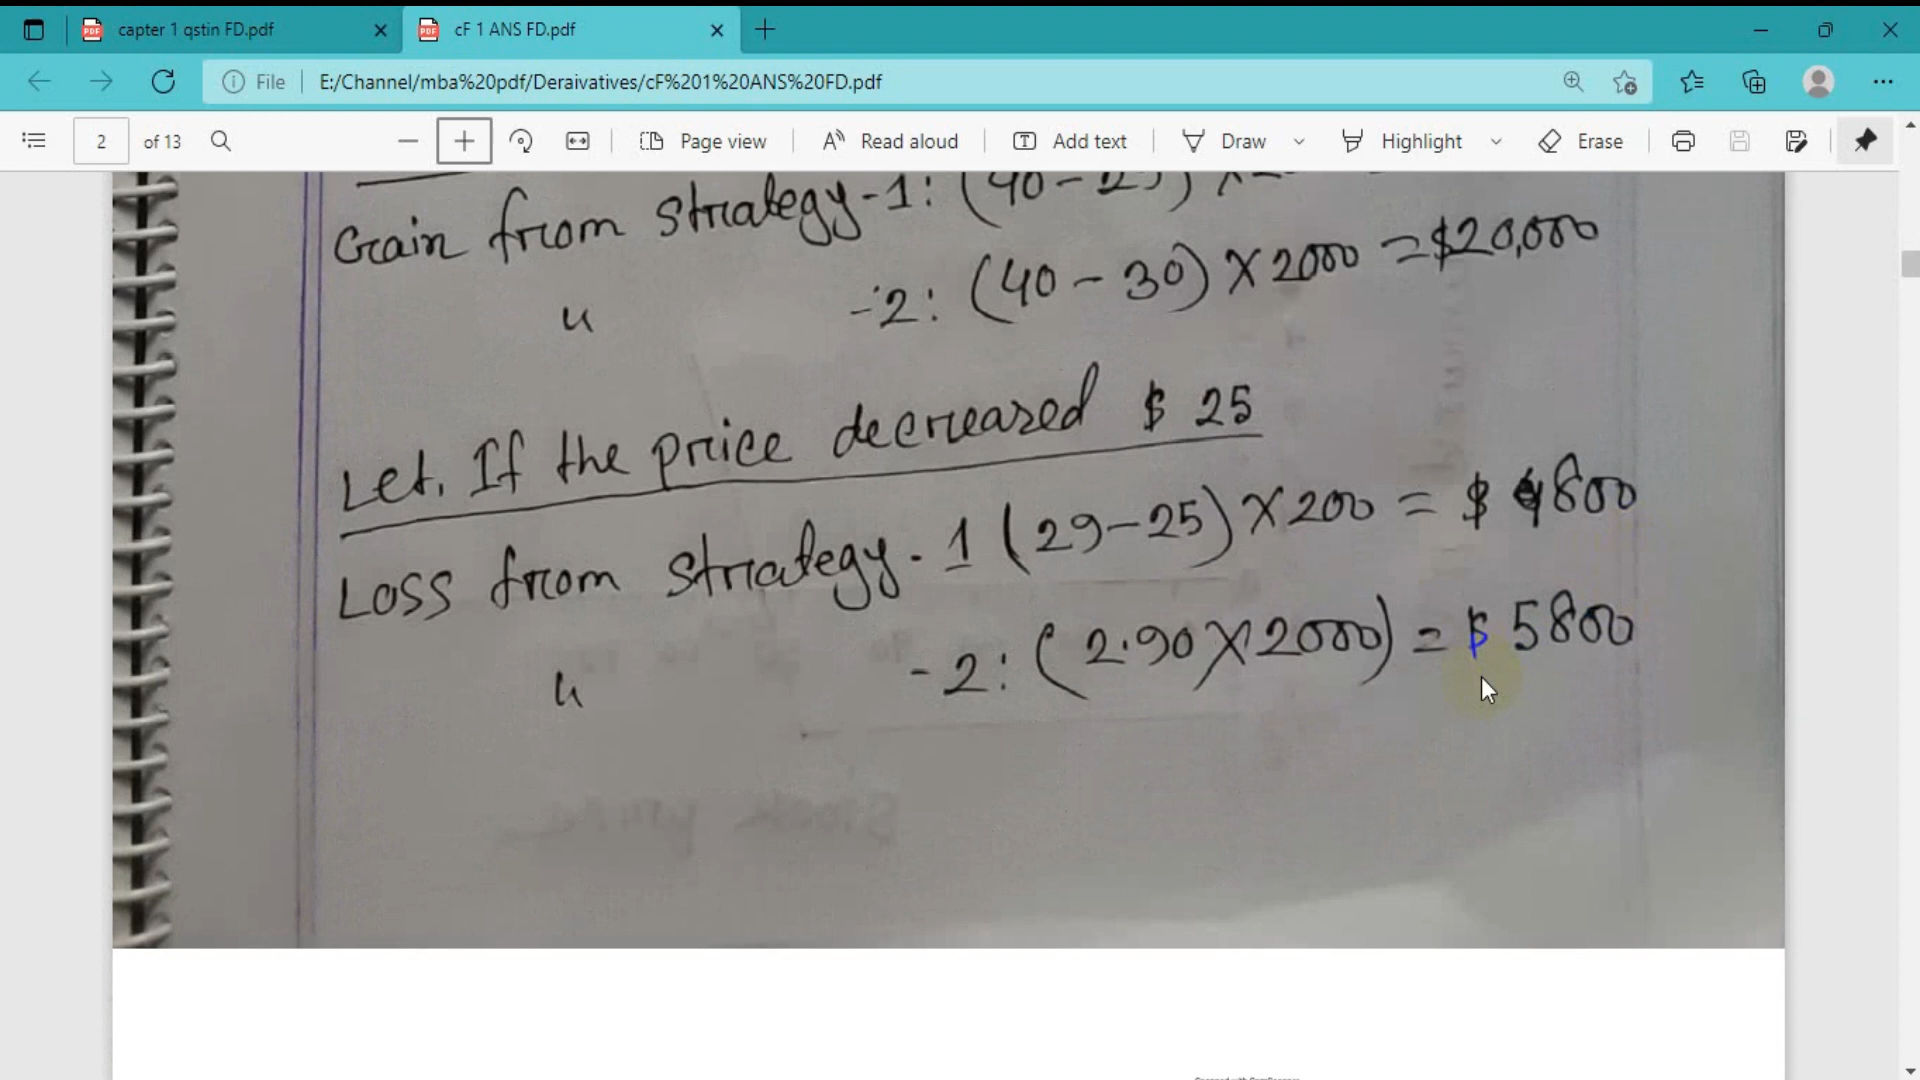 capter 1 qstin FD.pdf
cF 1 ANS FD.pdf
File E:/Channel/mba%20pdf/Deraivatives/cF%201%20ANS%20FD.pdf
2 of 13 Page view Read aloud Add text Draw Highlight Erase
Gain from strategy-1: (40-
" -2: (40-30)×2000 = $20,000
Let, If the price decreased $ 25
Loss from strategy-1 (29-25)×200 = $ 800
" -2: (2.90×2000) = $ 5800